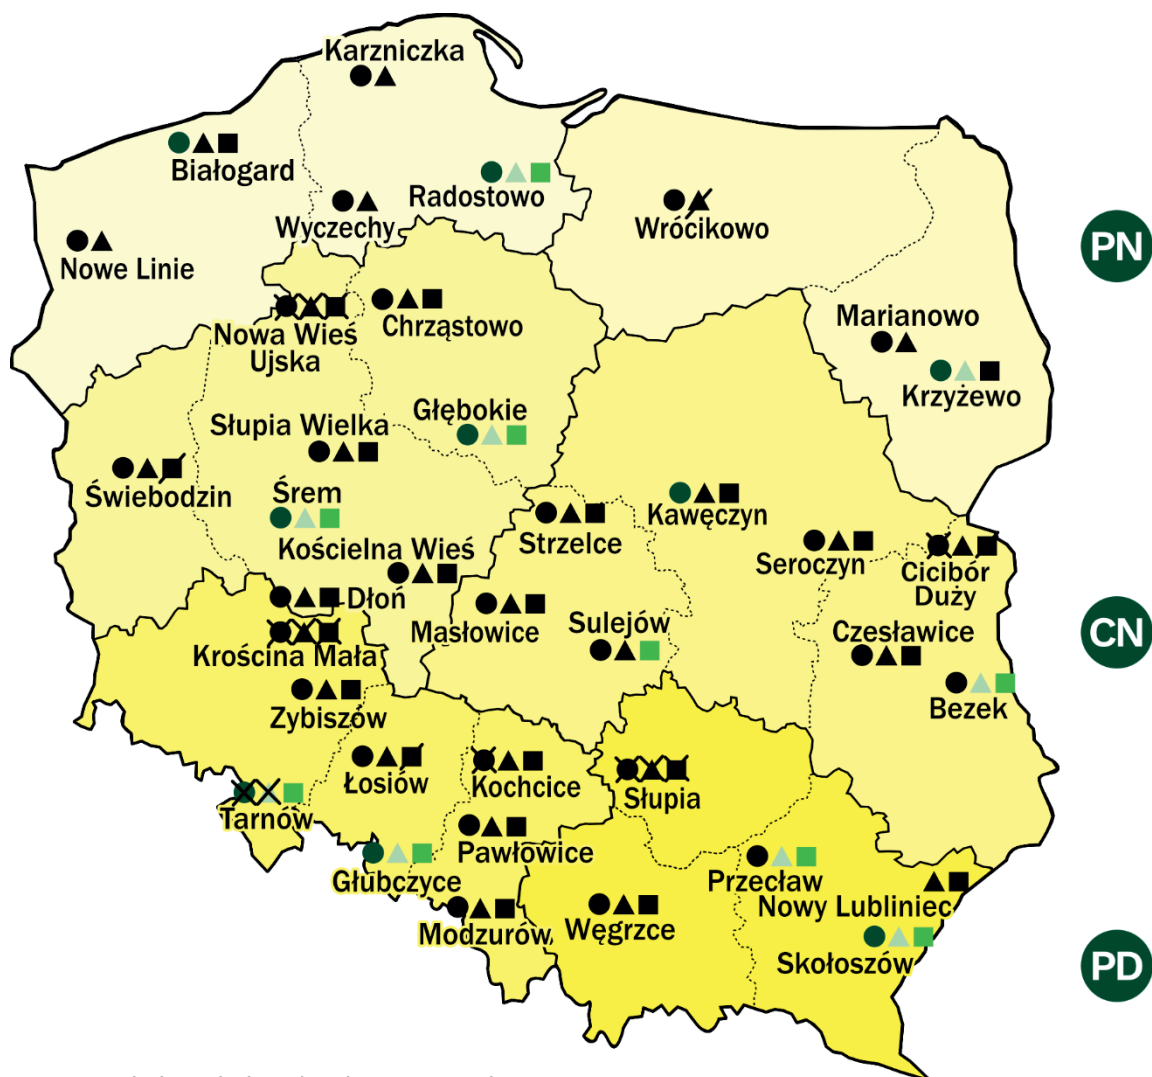 Karzniczka
Białogard
Radostowo
Wyczechy
Wrócikowo
Nowe Linie
PN
Nowa Wieś
Ujska
Chrząstowo
Marianowo
Krzyżewo
Głębokie
Słupia Wielka
Świebodzin
Śrem
Kawęczyn
Strzelce
Kościelna Wieś
Seroczyn
Cicibór
Duży
Dłoń
Masłowice
Sulejów
Czesławice
CN
Krościna Mała
Zybiszów
Bezek
Łosiów
Kochcice
Słupia
Tarnów
Pawłowice
Głubczyce
Przecław
Nowy Lubliniec
Modzurów
Węgrzce
Skołoszów
PD